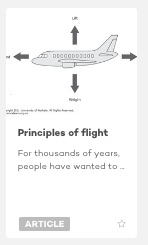 Lift
Weight
Principles of flight
For thousands of years,
people have wanted to ...
ARTICLE